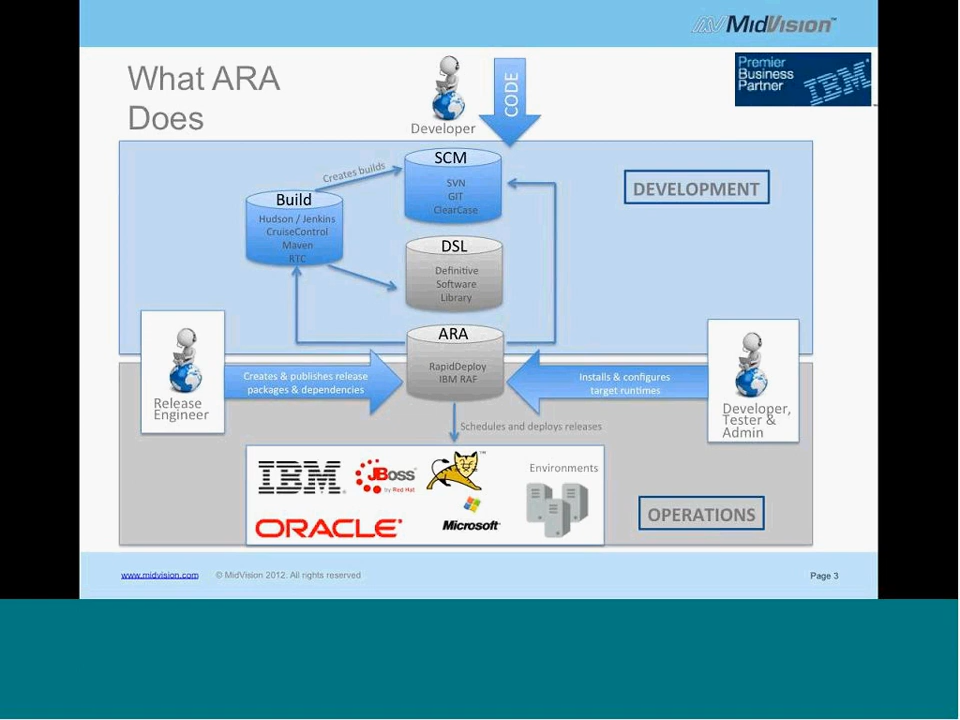 MidVision™
What ARA
Does
Premier
Business
Partner
IBM
Developer
CODE
DEVELOPMENT
SCM
SVN
GIT
ClearCase
Creates builds
Build
Hudson / Jenkins
CruiseControl
Maven
RTC
DSL
Definitive
Software
Library
ARA
RapidDeploy
IBM RAF
Release
Engineer
Creates & publishes release
packages & dependencies
Installs & configures
target runtimes
Developer,
Tester &
Admin
Schedules and deploys releases
IBM®
JBoss
by Red Hat
™
Environments
ORACLE®
Microsoft®
OPERATIONS
www.midvision.com
© MidVision 2012. All rights reserved
Page 3